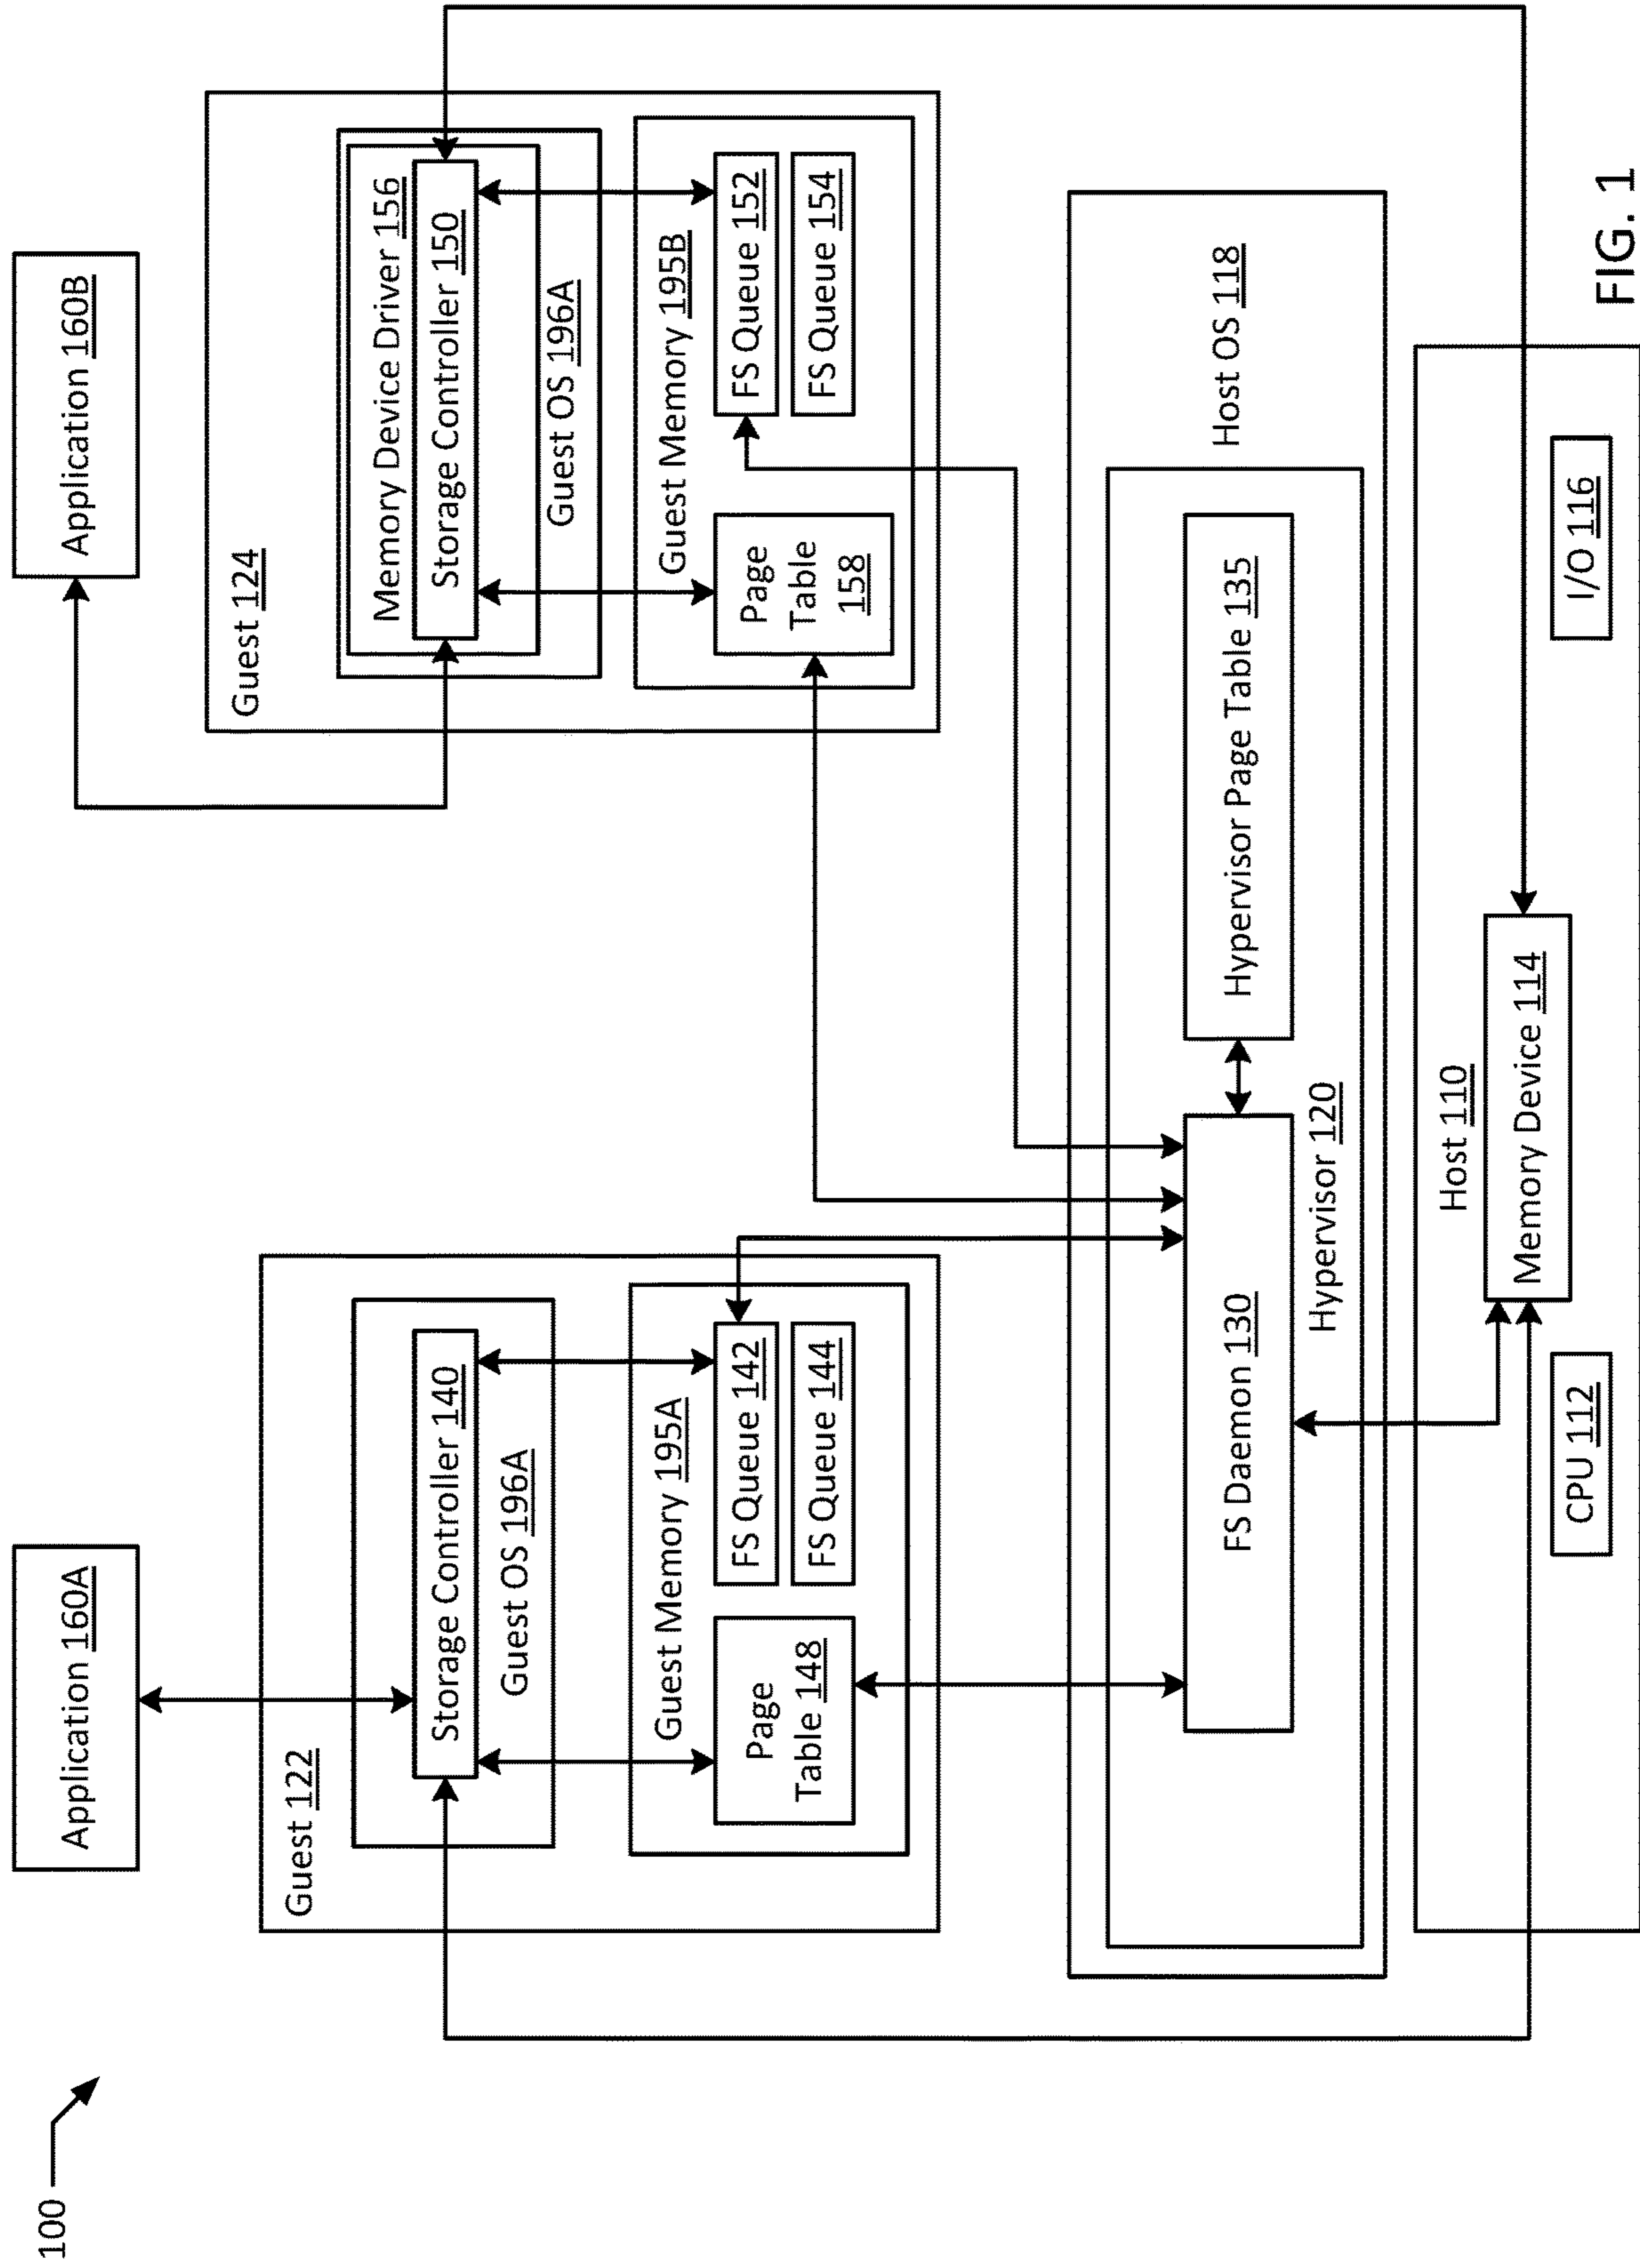 100
Application 160A
Application 160B
Guest 122
Storage Controller 140
Guest OS 196A
Guest Memory 195A
Page
Table 148
FS Queue 142
FS Queue 144
Guest 124
Memory Device Driver 156
Storage Controller 150
Guest OS 196A
Guest Memory 195B
Page
Table
158
FS Queue 152
FS Queue 154
Host OS 118
FS Daemon 130
Hypervisor Page Table 135
Hypervisor 120
Host 110
Memory Device 114
CPU 112
I/O 116
FIG. 1